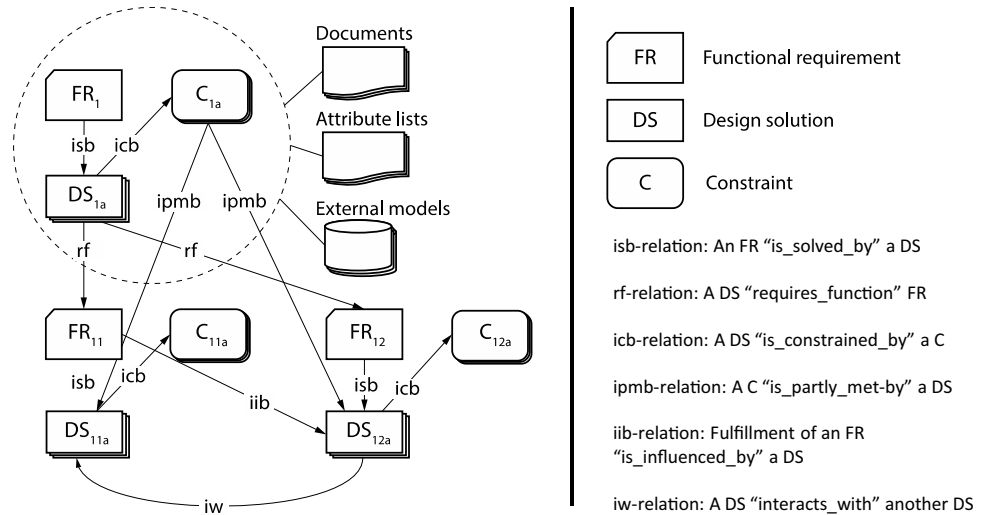 Documents
FR1
C1a
isb
icb
Attribute lists
DS1a
ipmb
ipmb
External models
rf
rf
FR11
C11a
FR12
C12a
isb
icb
isb
icb
iib
DS11a
DS12a
iw
FR
Functional requirement
DS
Design solution
C
Constraint
isb-relation: An FR “is_solved_by” a DS
rf-relation: A DS “requires_function” FR
icb-relation: A DS “is_constrained_by” a C
ipmb-relation: A C “is_partly_met-by” a DS
iib-relation: Fulfillment of an FR
“is_influenced_by” a DS
iw-relation: A DS “interacts_with” another DS